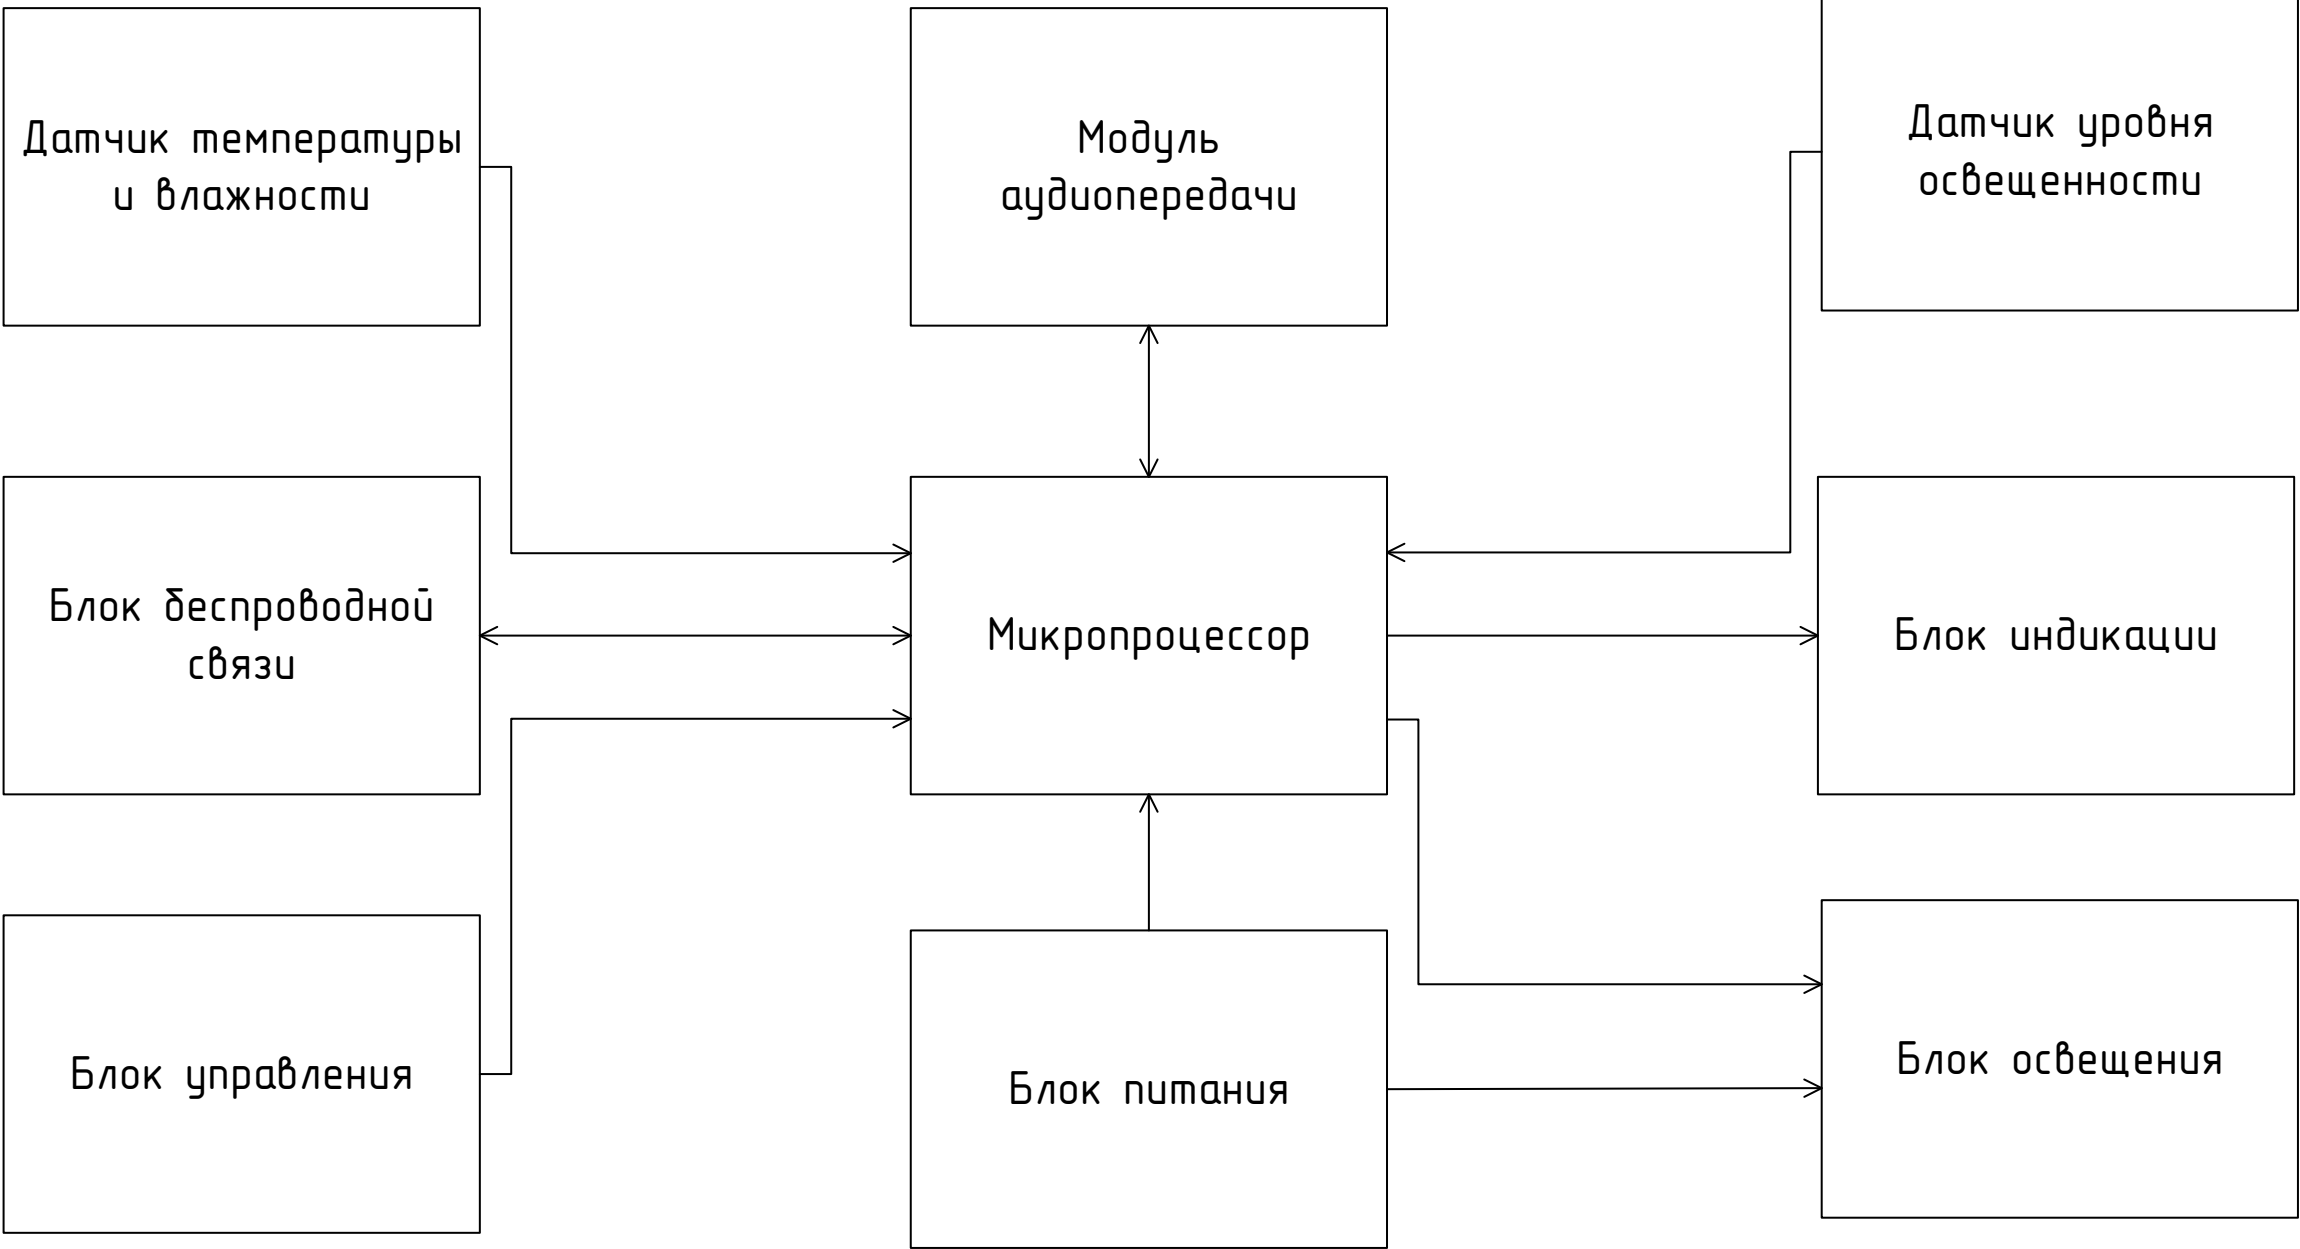 Датчик температуры
и влажности
Модуль
аудиопередачи
Датчик уровня
освещенности
Блок беспроводной
связи
Микропроцессор
Блок индикации
Блок управления
Блок питания
Блок освещения